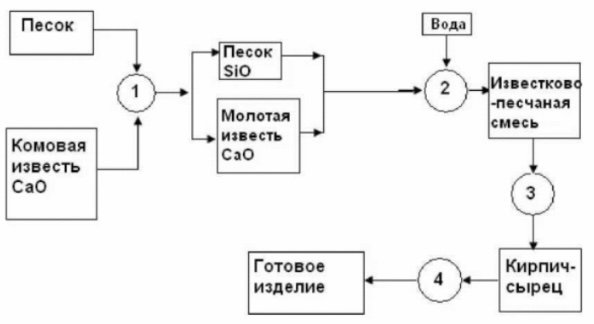 Песок
1
Комовая
известь
CaO
Песок
SiO
Молотая
известь
CaO
Вода
2
Известково
-песчаная
смесь
3
Кирпич-
сырец
4
Готовое
изделие